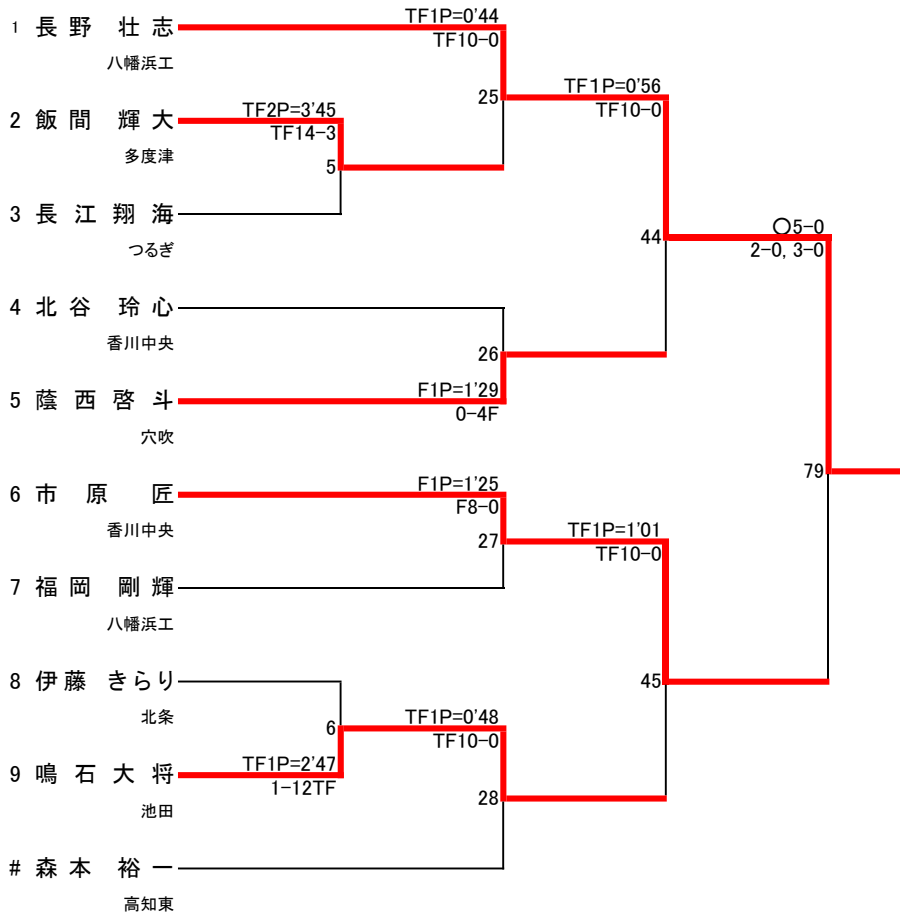 1 長野 壮志
八幡浜工
TF1P=0'44
TF10-0
25
TF1P=0'56
TF10-0
2 飯間 輝大
多度津
TF2P=3'45
TF14-3
5
3 長江翔海
つるぎ
44
○5-0
2-0, 3-0
4 北谷 玲心
香川中央
26
5 蔭西啓斗
穴吹
F1P=1'29
0-4F
79
6 市原 匠
香川中央
F1P=1'25
F8-0
27
TF1P=1'01
TF10-0
7 福岡 剛輝
八幡浜工
8 伊藤 きらり
北条
6
TF1P=0'48
TF10-0
45
9 鳴石大将
池田
TF1P=2'47
1-12TF
28
# 森本 裕一
高知東